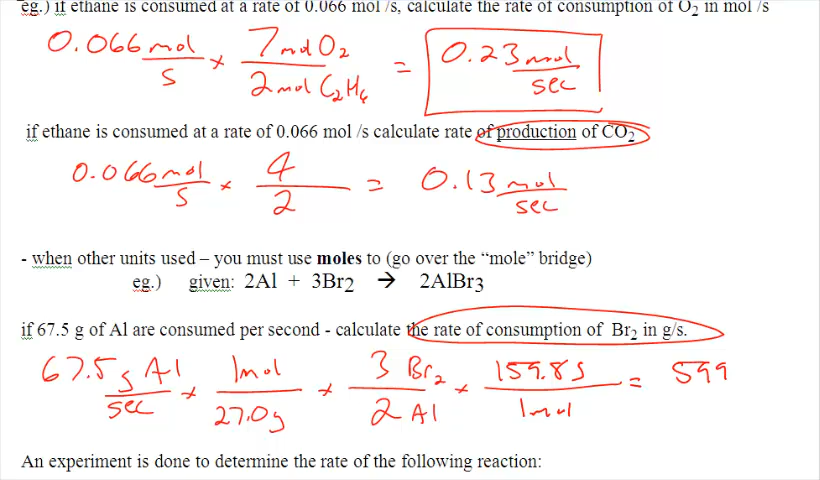 eg.) if ethane is consumed at a rate of 0.066 mol /s, calculate the rate of consumption of O2 in mol /s
0.066 mol/s × 7 mol O2/2 mol C2H6 = 0.23 mol/sec
if ethane is consumed at a rate of 0.066 mol /s calculate rate of production of CO2
0.066 mol/s × 4/2 = 0.13 mol/sec
- when other units used – you must use moles to (go over the “mole” bridge)
eg.) given: 2Al + 3Br2 → 2AlBr3
if 67.5 g of Al are consumed per second - calculate the rate of consumption of Br2 in g/s.
67.5 g Al/sec × 1mol/27.0g × 3 Br2/2 Al × 159.8g/1mol = 599
An experiment is done to determine the rate of the following reaction: